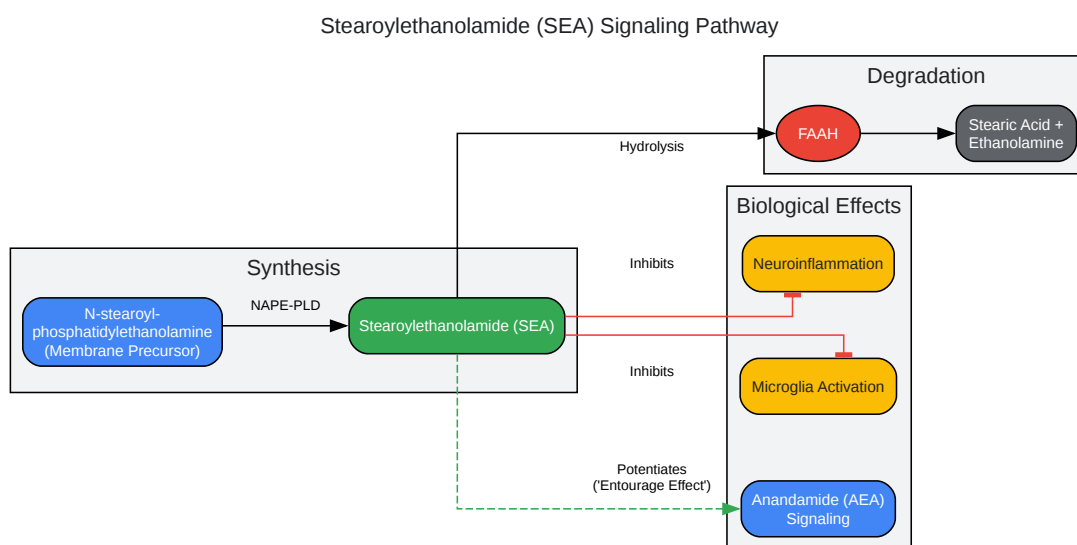 Stearoylethanolamide (SEA) Signaling Pathway
Degradation
FAAH
Stearic Acid +
Ethanolamine
Hydrolysis
Biological Effects
Synthesis
Inhibits
Neuroinflammation
NAPE-PLD
N-stearoyl-
phosphatidylethanolamine
(Membrane Precursor)
Stearoylethanolamide (SEA)
Inhibits
Microglia Activation
Potentiates
('Entourage Effect')
Anandamide (AEA)
Signaling